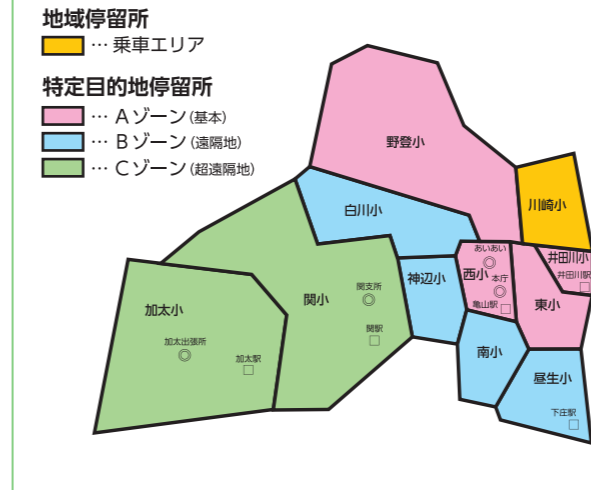 地域停留所
… 乗車エリア
特定目的地停留所
… Aゾーン(基本)
… Bゾーン(遠隔地)
… Cゾーン(超遠隔地)
野登小
川崎小
白川小
あいあい
井田川小
神辺小
西小
本庁
井田川駅
関支所
亀山駅
東小
加太小
関小
加太出張所
関駅
加太駅
南小
昼生小
下庄駅